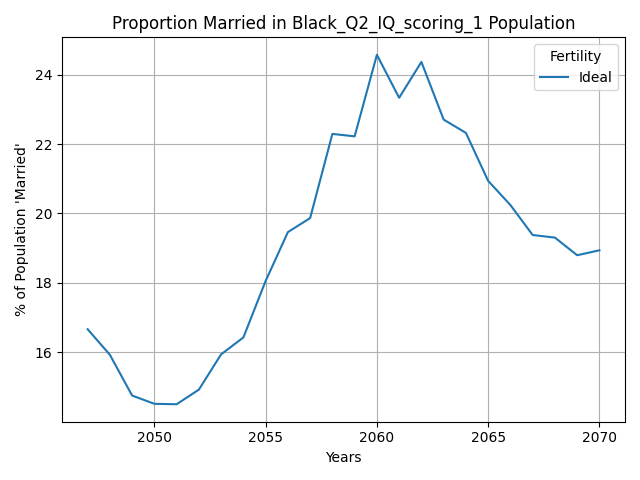 Proportion Married in Black_Q2_IQ_scoring_1 Population
Fertility
Ideal
% of Population 'Married'
24
22
20
18
16
2050
2055
2060
2065
2070
Years